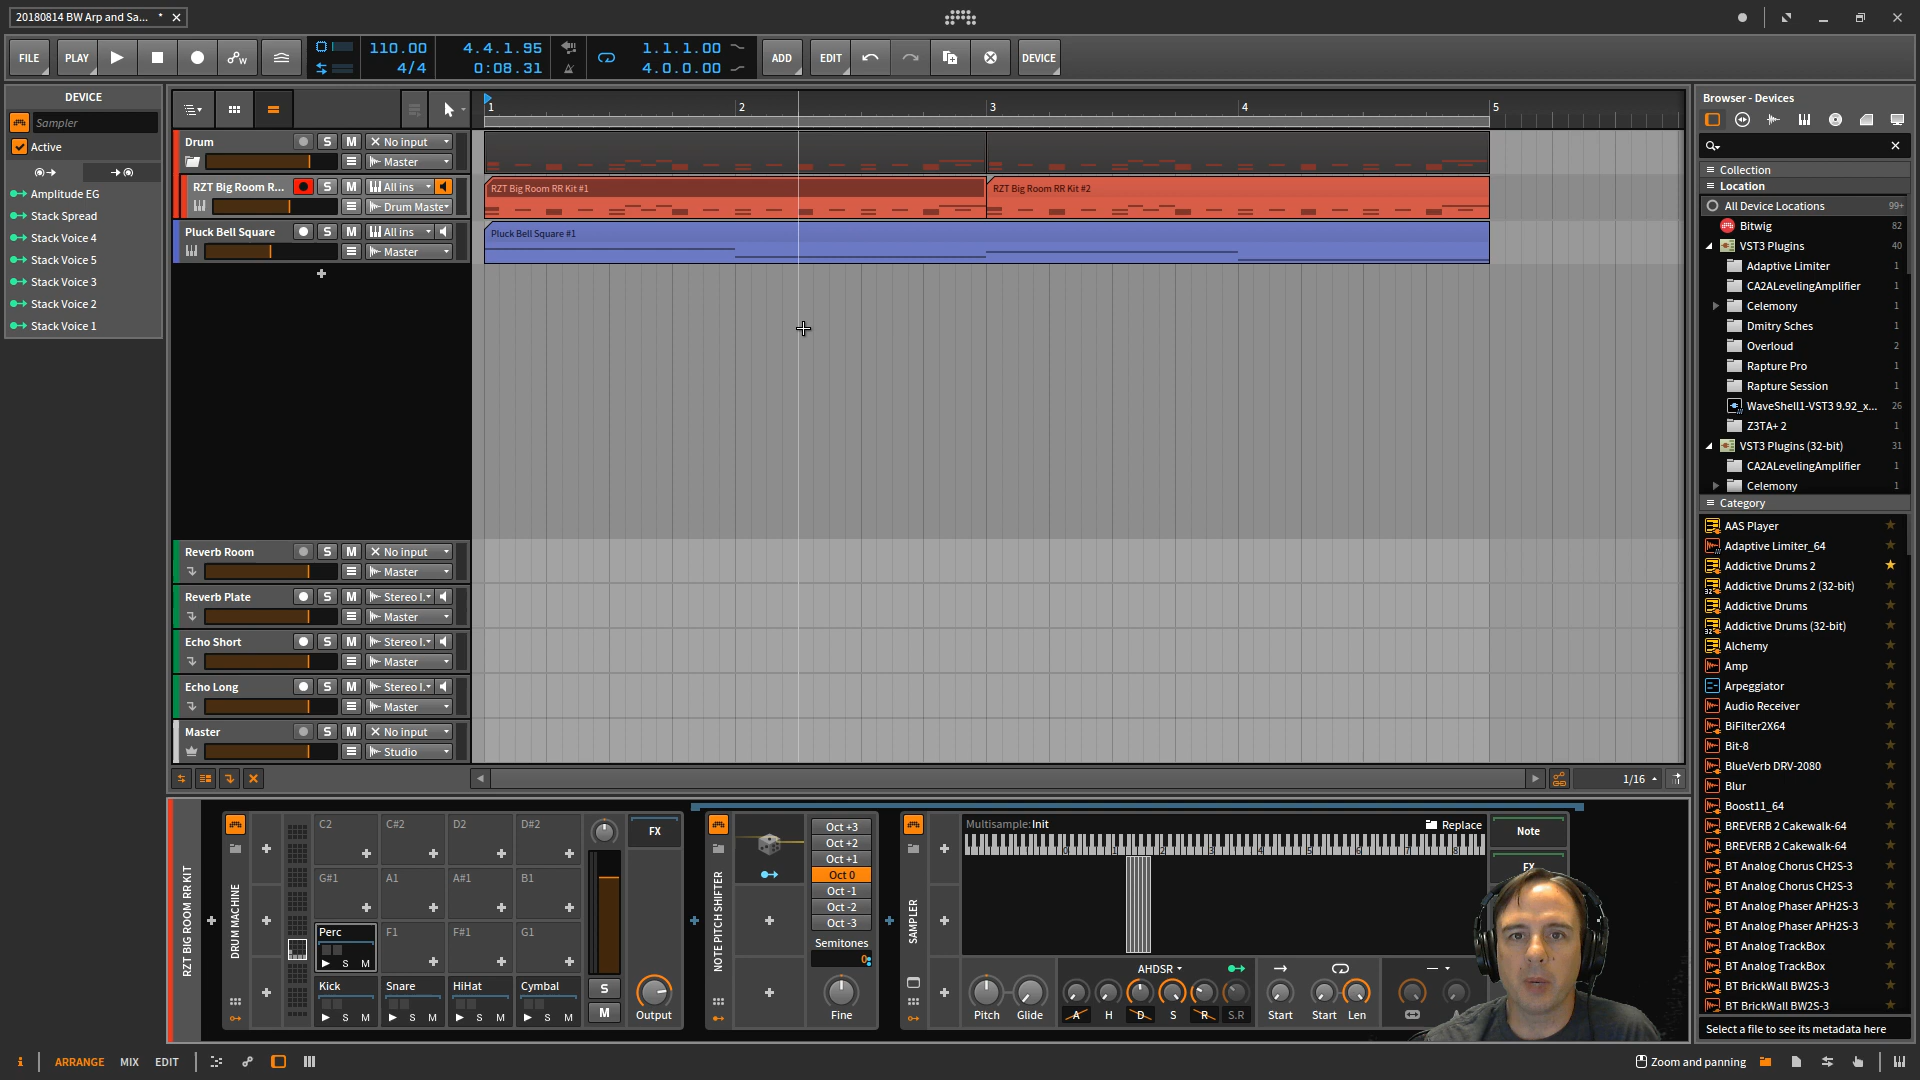 20180814 BW Arp and Sa... *
FILE
PLAY
110.00
4/4
4.4.1.95
0:08.31
1.1.1.00
4.0.0.00
ADD
EDIT
DEVICE
DEVICE
Sampler
Active
Amplitude EG
Stack Spread
Stack Voice 4
Stack Voice 5
Stack Voice 3
Stack Voice 2
Stack Voice 1
1
2
3
4
5
Drum
S
M
No input
Master
RZT Big Room R...
S
M
All ins
Drum Maste
RZT Big Room RR Kit #1
RZT Big Room RR Kit #2
Pluck Bell Square
S
M
All ins
Master
Pluck Bell Square #1
Reverb Room
S
M
No input
Master
Reverb Plate
S
M
Stereo I.
Master
Echo Short
S
M
Stereo I.
Master
Echo Long
S
M
Stereo I.
Master
Master
S
M
No input
Studio
1/16
Browser - Devices
Collection
Location
All Device Locations 99+
Bitwig 82
VST3 Plugins 40
Adaptive Limiter 1
CA2ALevelingAmplifier 1
Celemony 1
Dmitry Sches 1
Overloud 2
Rapture Pro 1
Rapture Session 1
WaveShell1-VST3 9.92_x... 26
Z3TA+ 2 1
VST3 Plugins (32-bit) 31
CA2ALevelingAmplifier 1
Celemony 1
Category
AAS Player
Adaptive Limiter_64
Addictive Drums 2
Addictive Drums 2 (32-bit)
Addictive Drums
Addictive Drums (32-bit)
Alchemy
Amp
Arpeggiator
Audio Receiver
BiFilter2X64
Bit-8
BlueVerb DRV-2080
Blur
Boost11_64
BREVERB 2 Cakewalk-64
BREVERB 2 Cakewalk-64
BT Analog Chorus CH2S-3
BT Analog Chorus CH2S-3
BT Analog Phaser APH2S-3
BT Analog Phaser APH2S-3
BT Analog TrackBox
BT Analog TrackBox
BT BrickWall BW2S-3
BT BrickWall BW2S-3
Select a file to see its metadata here
RZT BIG ROOM RR KIT
DRUM MACHINE
C2
C#2
D2
D#2
G#1
A1
A#1
B1
Perc
S M
F1
F#1
G1
Kick
S M
Snare
S M
HiHat
S M
Cymbal
S M
S
M
FX
Output
NOTE PITCH SHIFTER
Oct +3
Oct +2
Oct +1
Oct 0
Oct -1
Oct -2
Oct -3
Semitones
0
Fine
SAMPLER
Multisample: Init
Replace
Pitch
Glide
AHDSR
A
H
D
S
R
S.R
Start
Start
Len
Note
FX
i
ARRANGE
MIX
EDIT
Zoom and panning